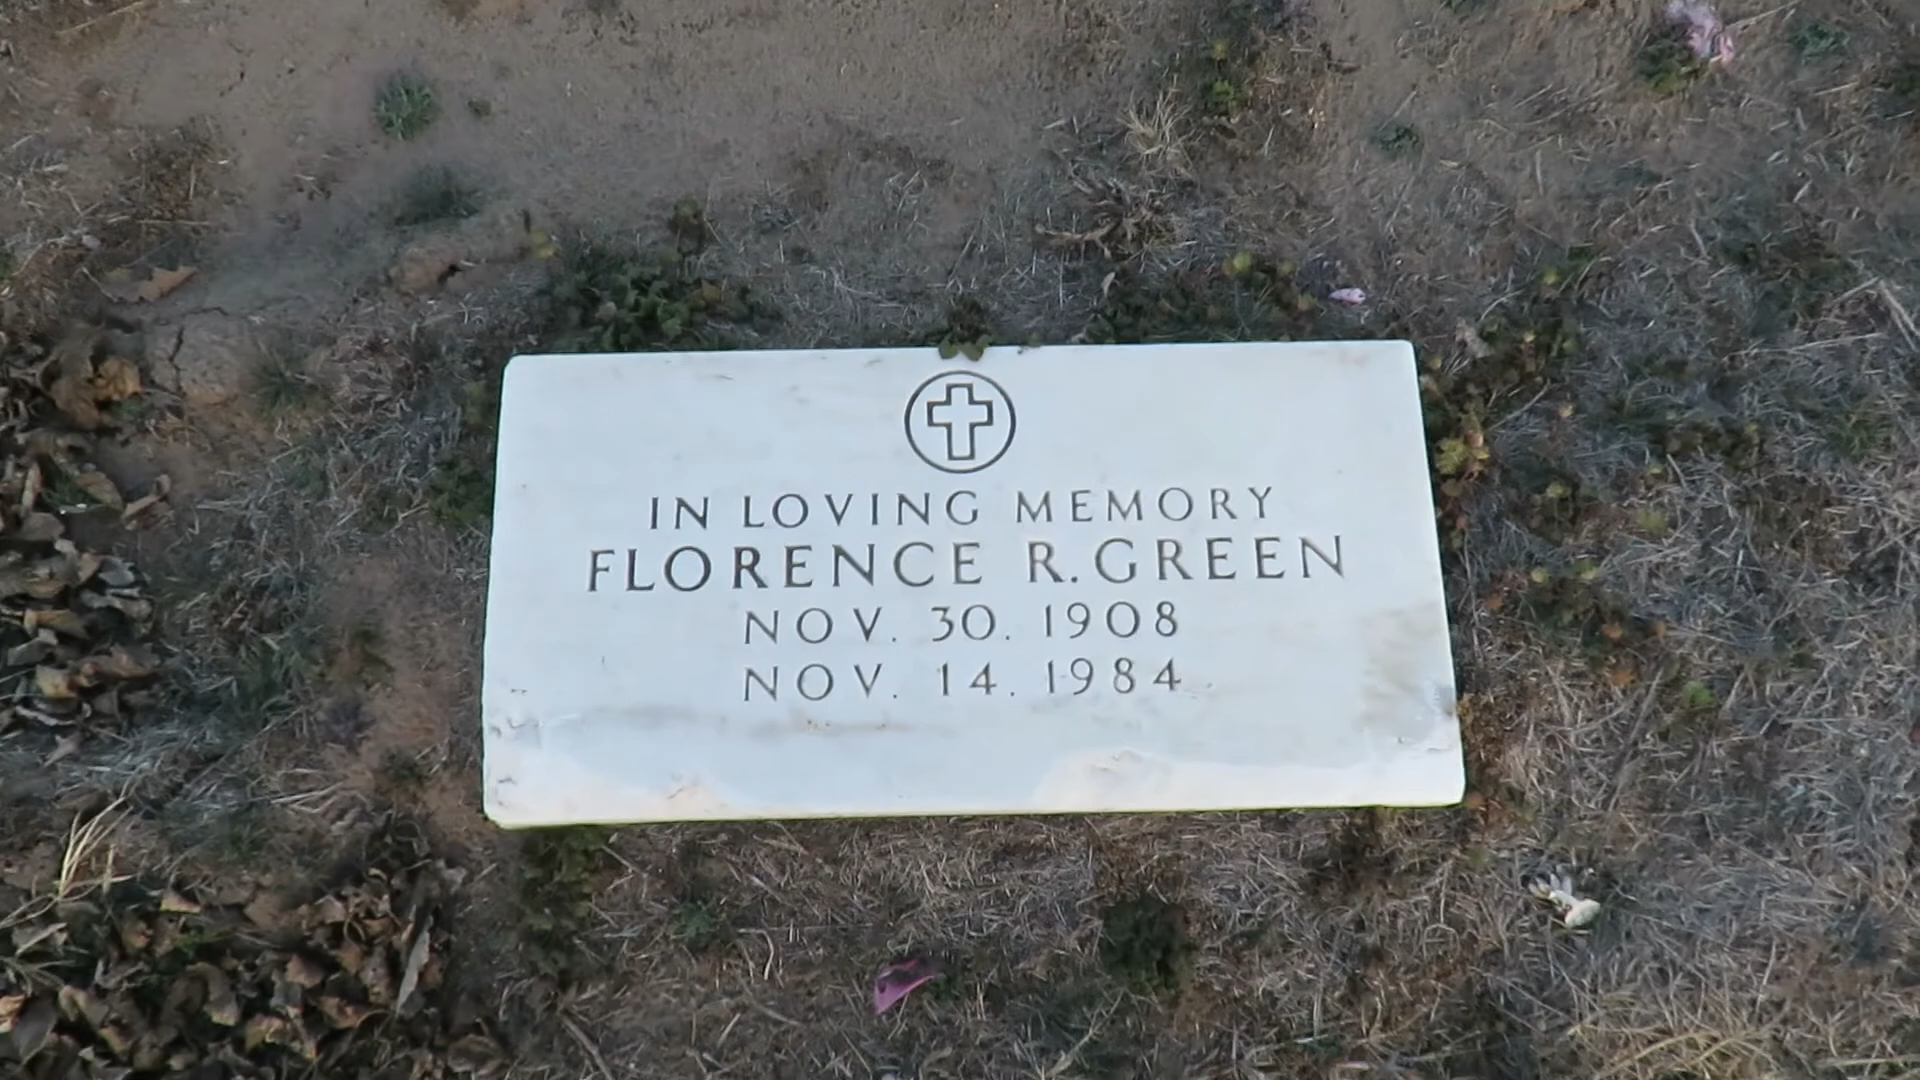 IN LOVING MEMORY
FLORENCE R. GREEN
NOV. 30. 1908
NOV. 14. 1984